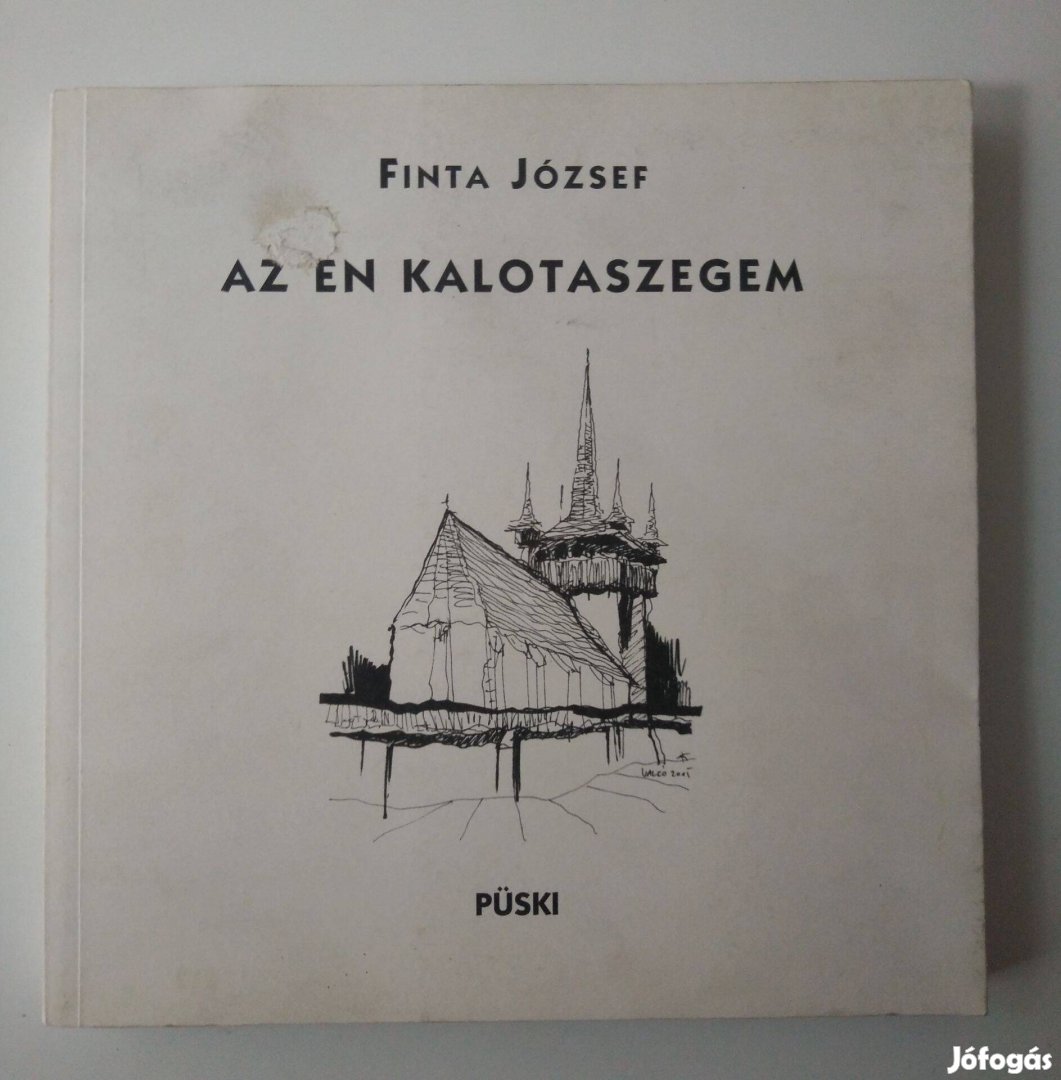 FINTA JÓZSEF
AZ EN KALOTASZEGEM
PÜSKI
Jófogás